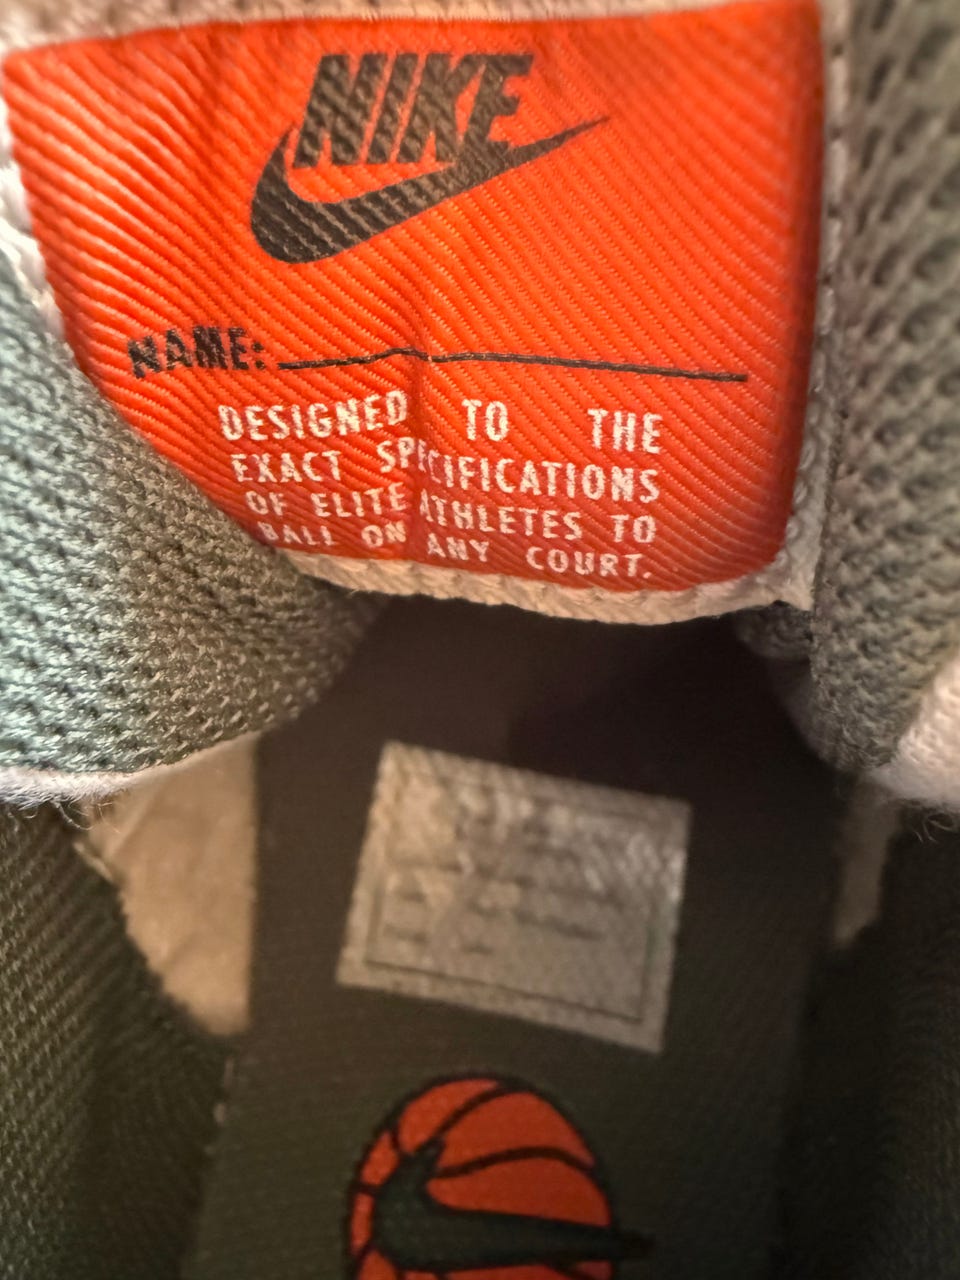 NIKE
NAME:
DESIGNED TO THE
EXACT SPECIFICATIONS
OF ELITE ATHLETES TO
BALL ON ANY COURT.